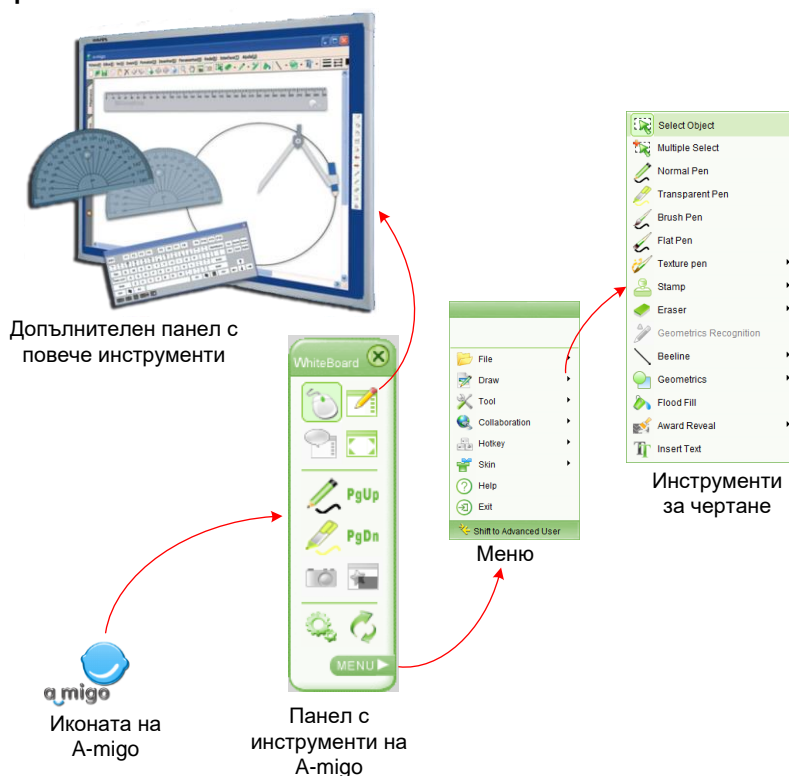 a migo
Допълнителен панел с
повече инструменти
WhiteBoard
PgUp
PgDn
MENU
File
Draw
Tool
Collaboration
Hotkey
Skin
Help
Exit
Shift to Advanced User
Меню
Select Object
Multiple Select
Normal Pen
Transparent Pen
Brush Pen
Flat Pen
Texture pen
Stamp
Eraser
Geometrics Recognition
Beeline
Geometrics
Flood Fill
Award Reveal
Insert Text
Инструменти
за чертане
a migo
Иконата на
A-migo
Панел с
инструменти на
A-migo